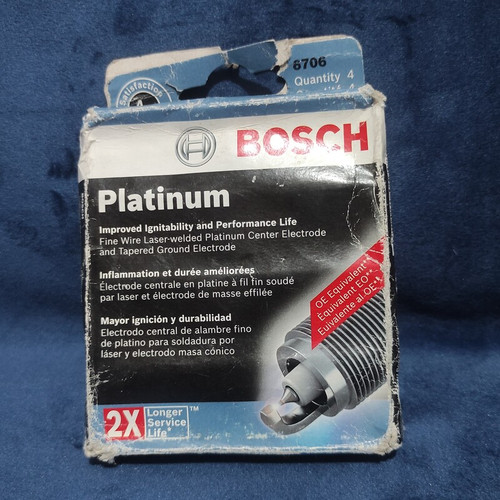 6706
Quantity 4
Satisfaction
BOSCH
Platinum
Improved Ignitability and Performance Life
Fine Wire Laser-welded Platinum Center Electrode
and Tapered Ground Electrode
Inflammation et durée améliorées
Électrode centrale en platine à fil fin soudé
par laser et électrode de masse effilée
Mayor ignición y durabilidad
Electrodo central de alambre fino
de platino para soldadura por
láser y electrodo masa cónico
OE Equivalent*
Équivalent EO**
Euivalente al OE**
2X Longer
Service
Life* ™